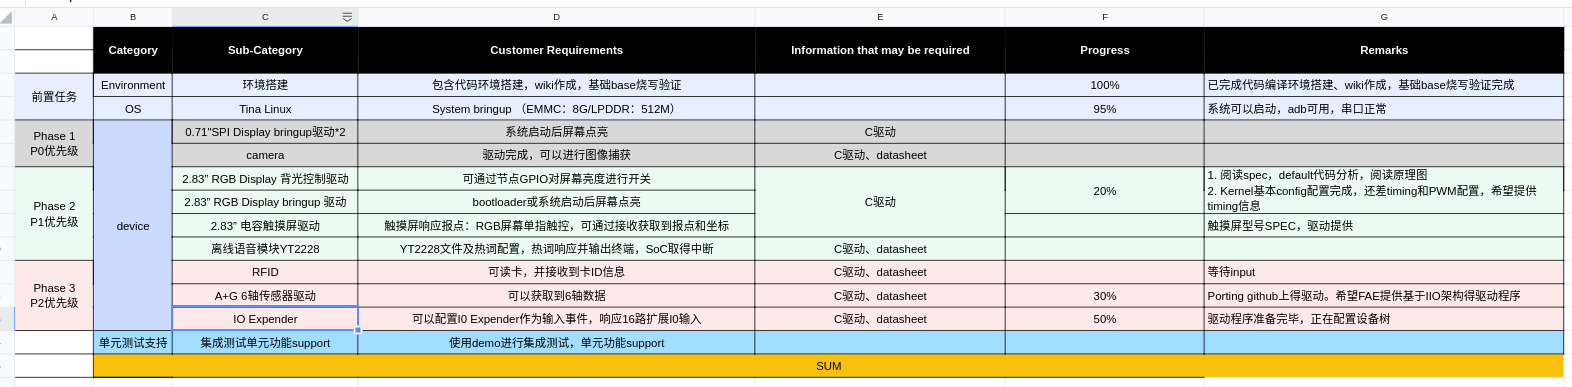 A B C D E F G
Category Sub-Category Customer Requirements Information that may be required Progress Remarks
前置任务
Environment 环境搭建 包含代码环境搭建，wiki作成，基础base烧写验证 100% 已完成代码编译环境搭建、wiki作成，基础base烧写验证完成
OS Tina Linux System bringup （EMMC：8G/LPDDR：512M） 95% 系统可以启动，adb可用，串口正常
Phase 1
P0优先级
device
0.71"SPI Display bringup驱动*2 系统启动后屏幕点亮 C驱动
camera 驱动完成，可以进行图像捕获 C驱动、datasheet
Phase 2
P1优先级
2.83” RGB Display 背光控制驱动 可通过节点GPIO对屏幕亮度进行开关
2.83” RGB Display bringup 驱动 bootloader或系统启动后屏幕点亮
C驱动
20%
1. 阅读spec，default代码分析，阅读原理图
2. Kernel基本config配置完成，还差timing和PWM配置，希望提供
timing信息
2.83” 电容触摸屏驱动 触摸屏响应报点：RGB屏幕单指触控，可通过接收获取到报点和坐标 触摸屏型号SPEC，驱动提供
离线语音模块YT2228 YT2228文件及热词配置，热词响应并输出终端，SoC取得中断 C驱动、datasheet
Phase 3
P2优先级
RFID 可读卡，并接收到卡ID信息 C驱动、datasheet 等待input
A+G 6轴传感器驱动 可以获取到6轴数据 C驱动、datasheet 30% Porting github上得驱动。希望FAE提供基于IIO架构得驱动程序
IO Expender 可以配置I0 Expender作为输入事件，响应16路扩展I0输入 C驱动、datasheet 50% 驱动程序准备完毕，正在配置设备树
单元测试支持 集成测试单元功能support 使用demo进行集成测试，单元功能support
SUM